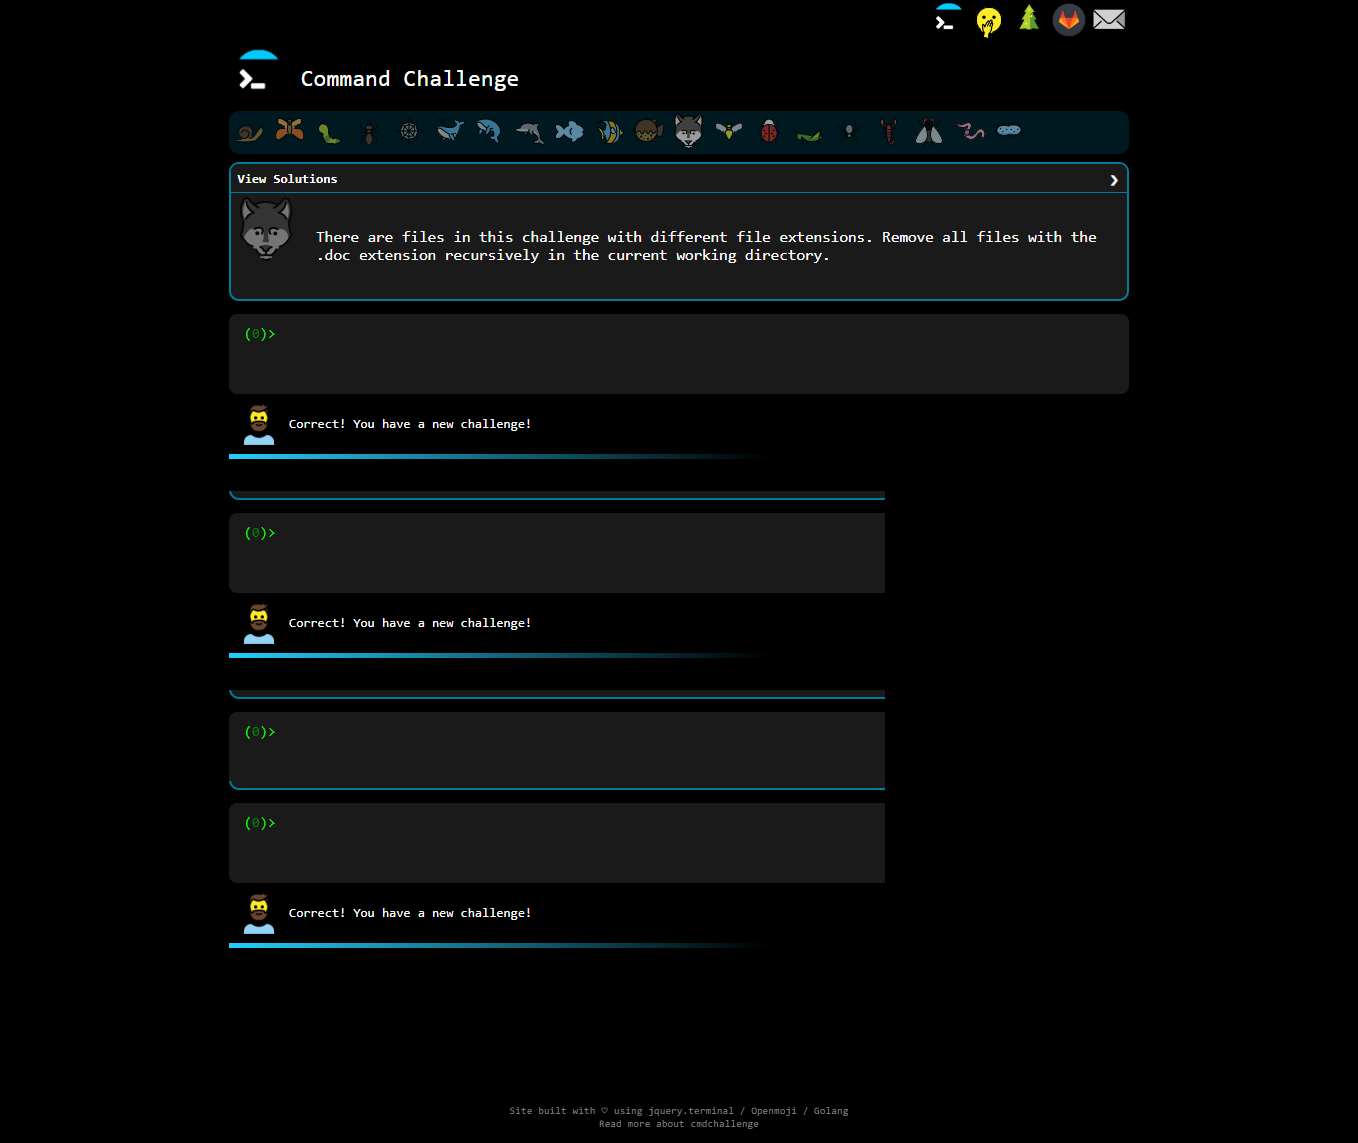 Command Challenge
View Solutions
There are files in this challenge with different file extensions. Remove all files with the
.doc extension recursively in the current working directory.
(0)>
Correct! You have a new challenge!
(0)>
Correct! You have a new challenge!
(0)>
(0)>
Correct! You have a new challenge!
Site built with ♡ using jquery.terminal / Openmoji / Golang
Read more about cmdchallenge